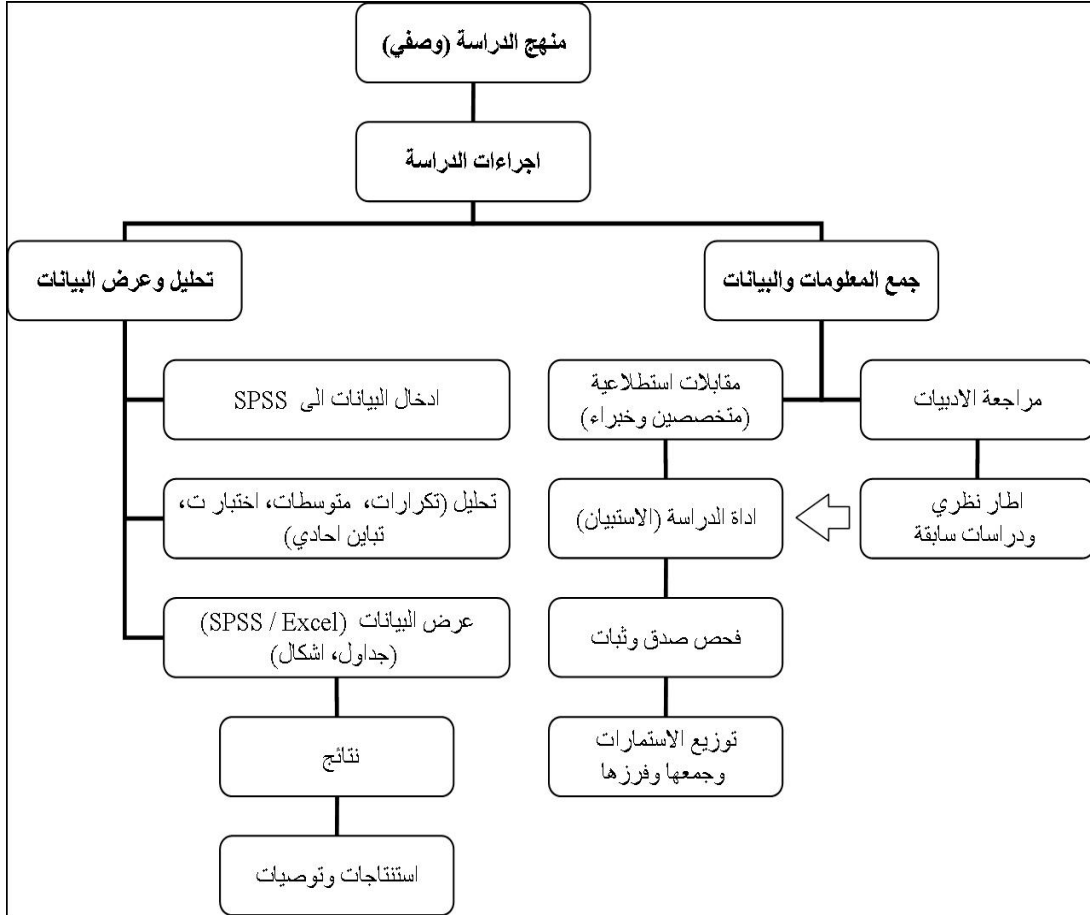 منهج الدراسة (وصفي)
اجراءات الدراسة
جمع المعلومات والبيانات
تحليل وعرض البيانات
مراجعة الادبيات
مقابلات استطلاعية
(متخصصين وخبراء)
ادخال البيانات الى SPSS
اطار نظري
ودراسات سابقة
اداة الدراسة (الاستبيان)
تحليل (تكرارات، متوسطات، اختبار ت،
تباين احادي)
فحص صدق وثبات
عرض البيانات (SPSS / Excel)
(جداول، اشكال)
توزيع الاستمارات
وجمعها وفرزها
نتائج
استنتاجات وتوصيات